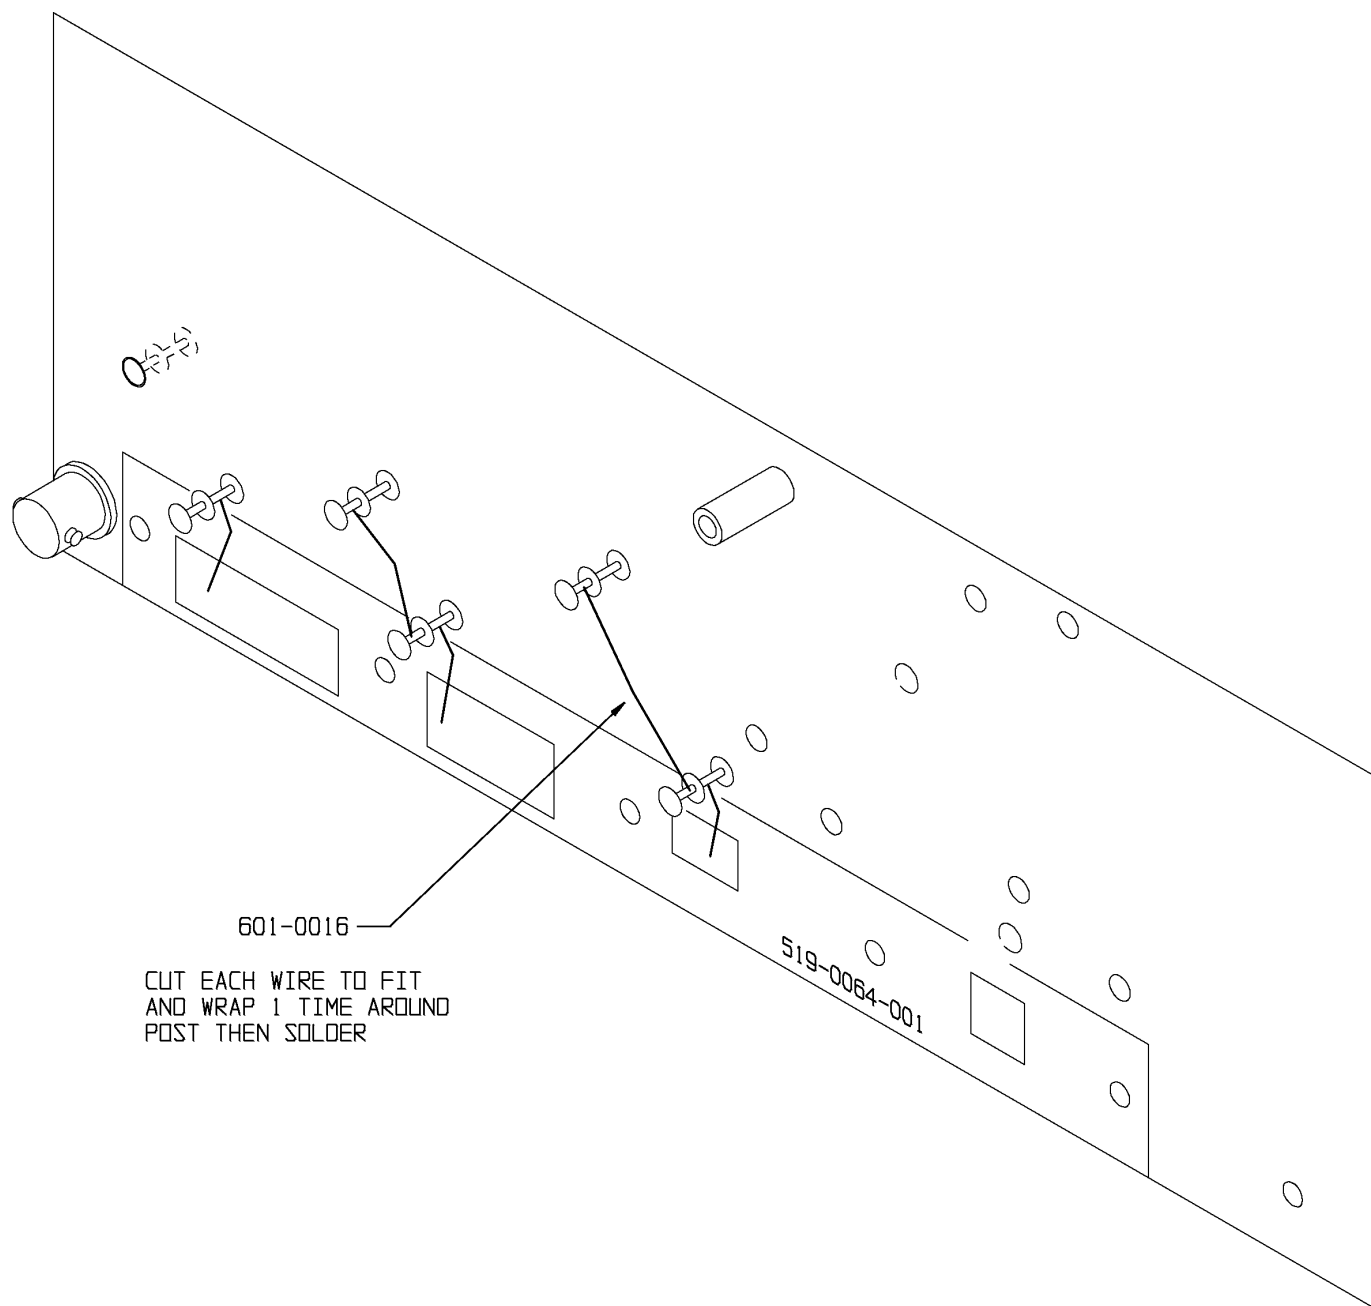 601-0016
CUT EACH WIRE TO FIT
AND WRAP 1 TIME AROUND
POST THEN SOLDER
519-0064-001